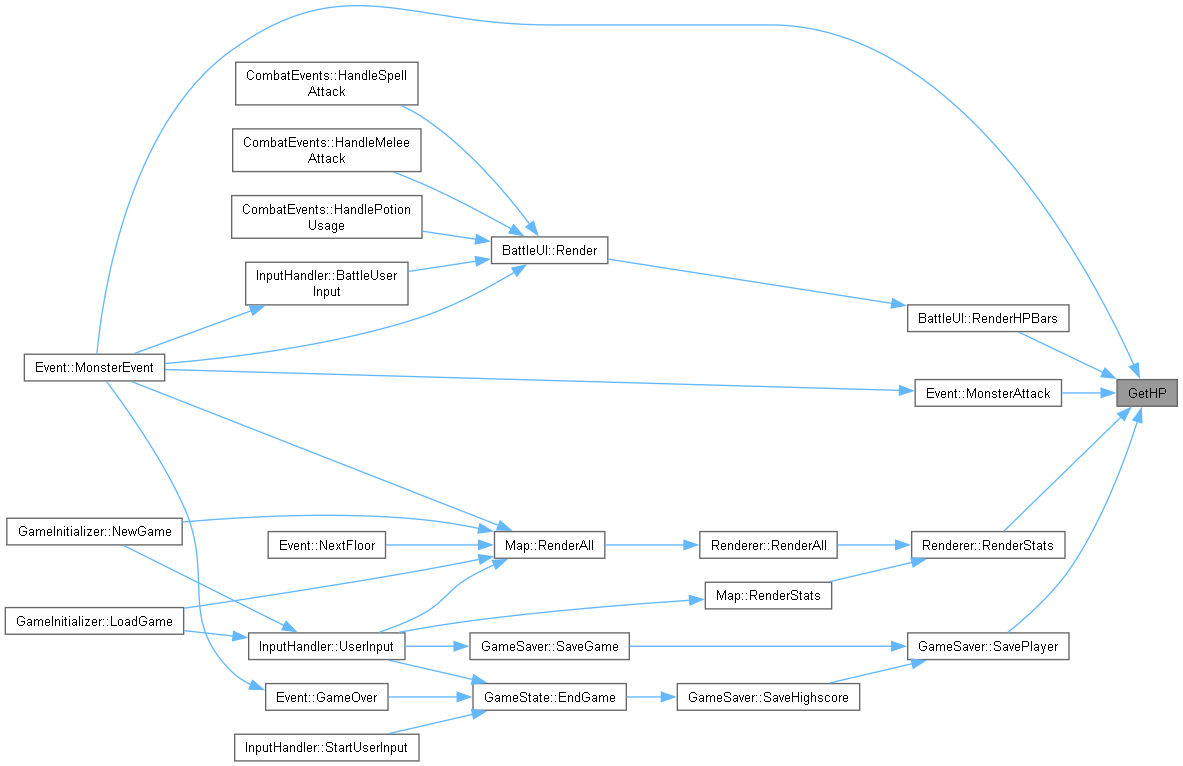 CombatEvents::HandleSpell
Attack
CombatEvents::HandleMelee
Attack
CombatEvents::HandlePotion
Usage
BattleUI::Render
InputHandler::BattleUser
Input
BattleUI::RenderHPBars
Event::MonsterEvent
Event::MonsterAttack
GetHP
GameInitializer::NewGame
Event::NextFloor
Map::RenderAll
Renderer::RenderAll
Renderer::RenderStats
Map::RenderStats
GameInitializer::LoadGame
InputHandler::UserInput
GameSaver::SaveGame
GameSaver::SavePlayer
Event::GameOver
GameState::EndGame
GameSaver::SaveHighscore
InputHandler::StartUserInput